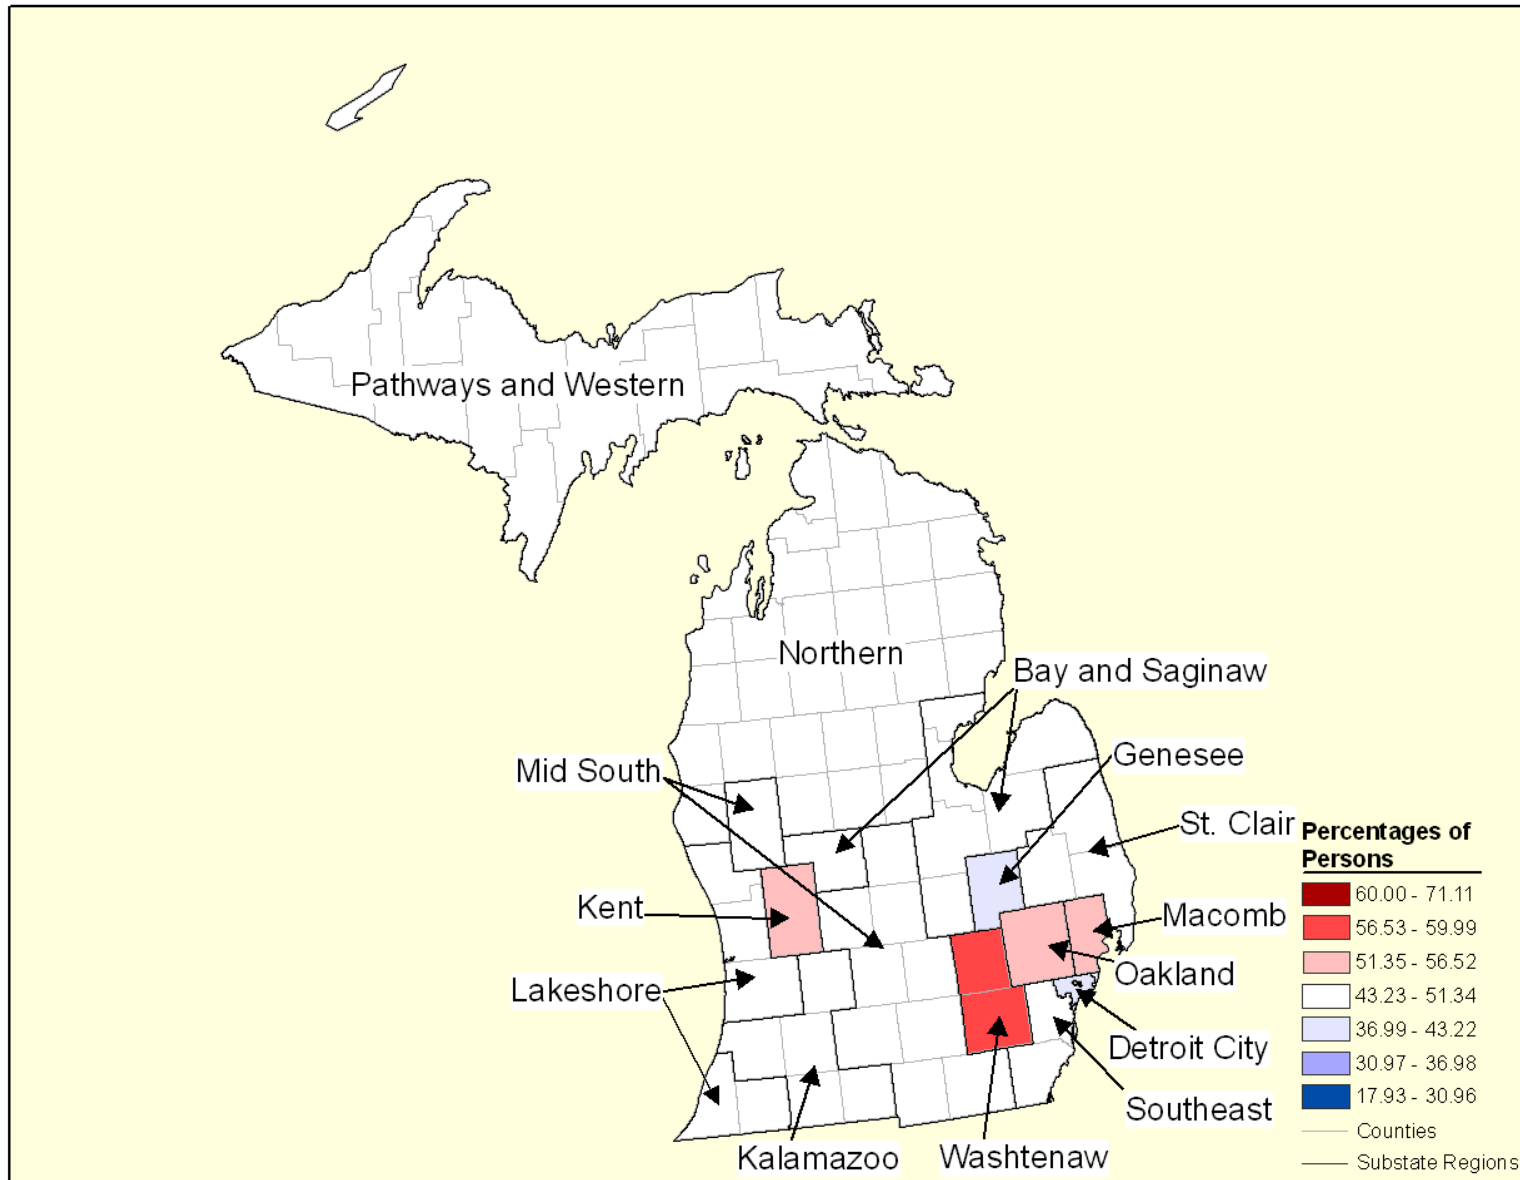 Pathways and Western
Northern
Bay and Saginaw
Genesee
Mid South
St. Clair
Kent
Macomb
Oakland
Lakeshore
Detroit City
Southeast
Kalamazoo
Washtenaw
Percentages of
Persons
60.00 - 71.11
56.53 - 59.99
51.35 - 56.52
43.23 - 51.34
36.99 - 43.22
30.97 - 36.98
17.93 - 30.96
Counties
Substate Regions